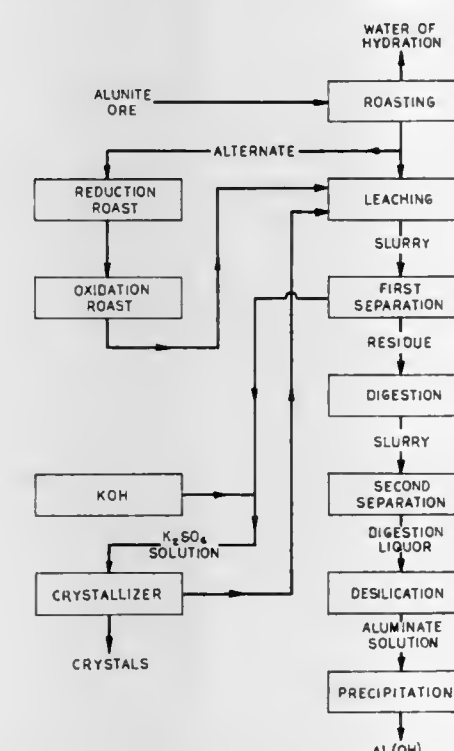 WATER OF
HYDRATION
ALUNITE
ORE
ROASTING
ALTERNATE
REDUCTION
ROAST
LEACHING
SLURRY
OXIDATION
ROAST
FIRST
SEPARATION
RESIDUE
DIGESTION
SLURRY
KOH
SECOND
SEPARATION
K₂SO₄
SOLUTION
DIGESTION
LIQUOR
CRYSTALLIZER
DESILICATION
ALUMINATE
SOLUTION
CRYSTALS
PRECIPITATION